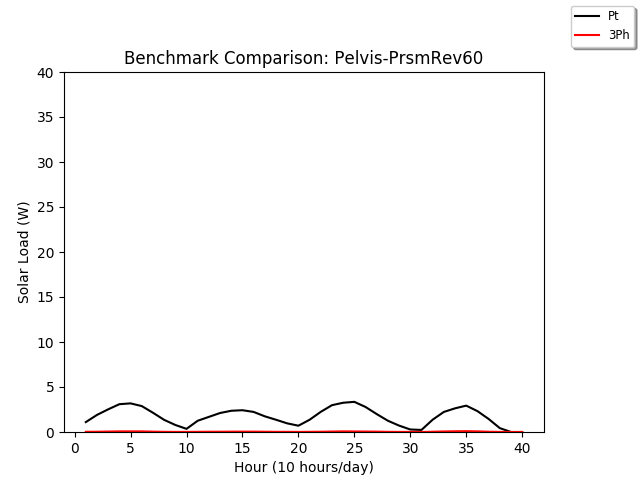 Pt
3Ph
Benchmark Comparison: Pelvis-PrsmRev60
40
35
30
25
20
15
10
5
0
Solar Load (W)
0 5 10 15 20 25 30 35 40
Hour (10 hours/day)